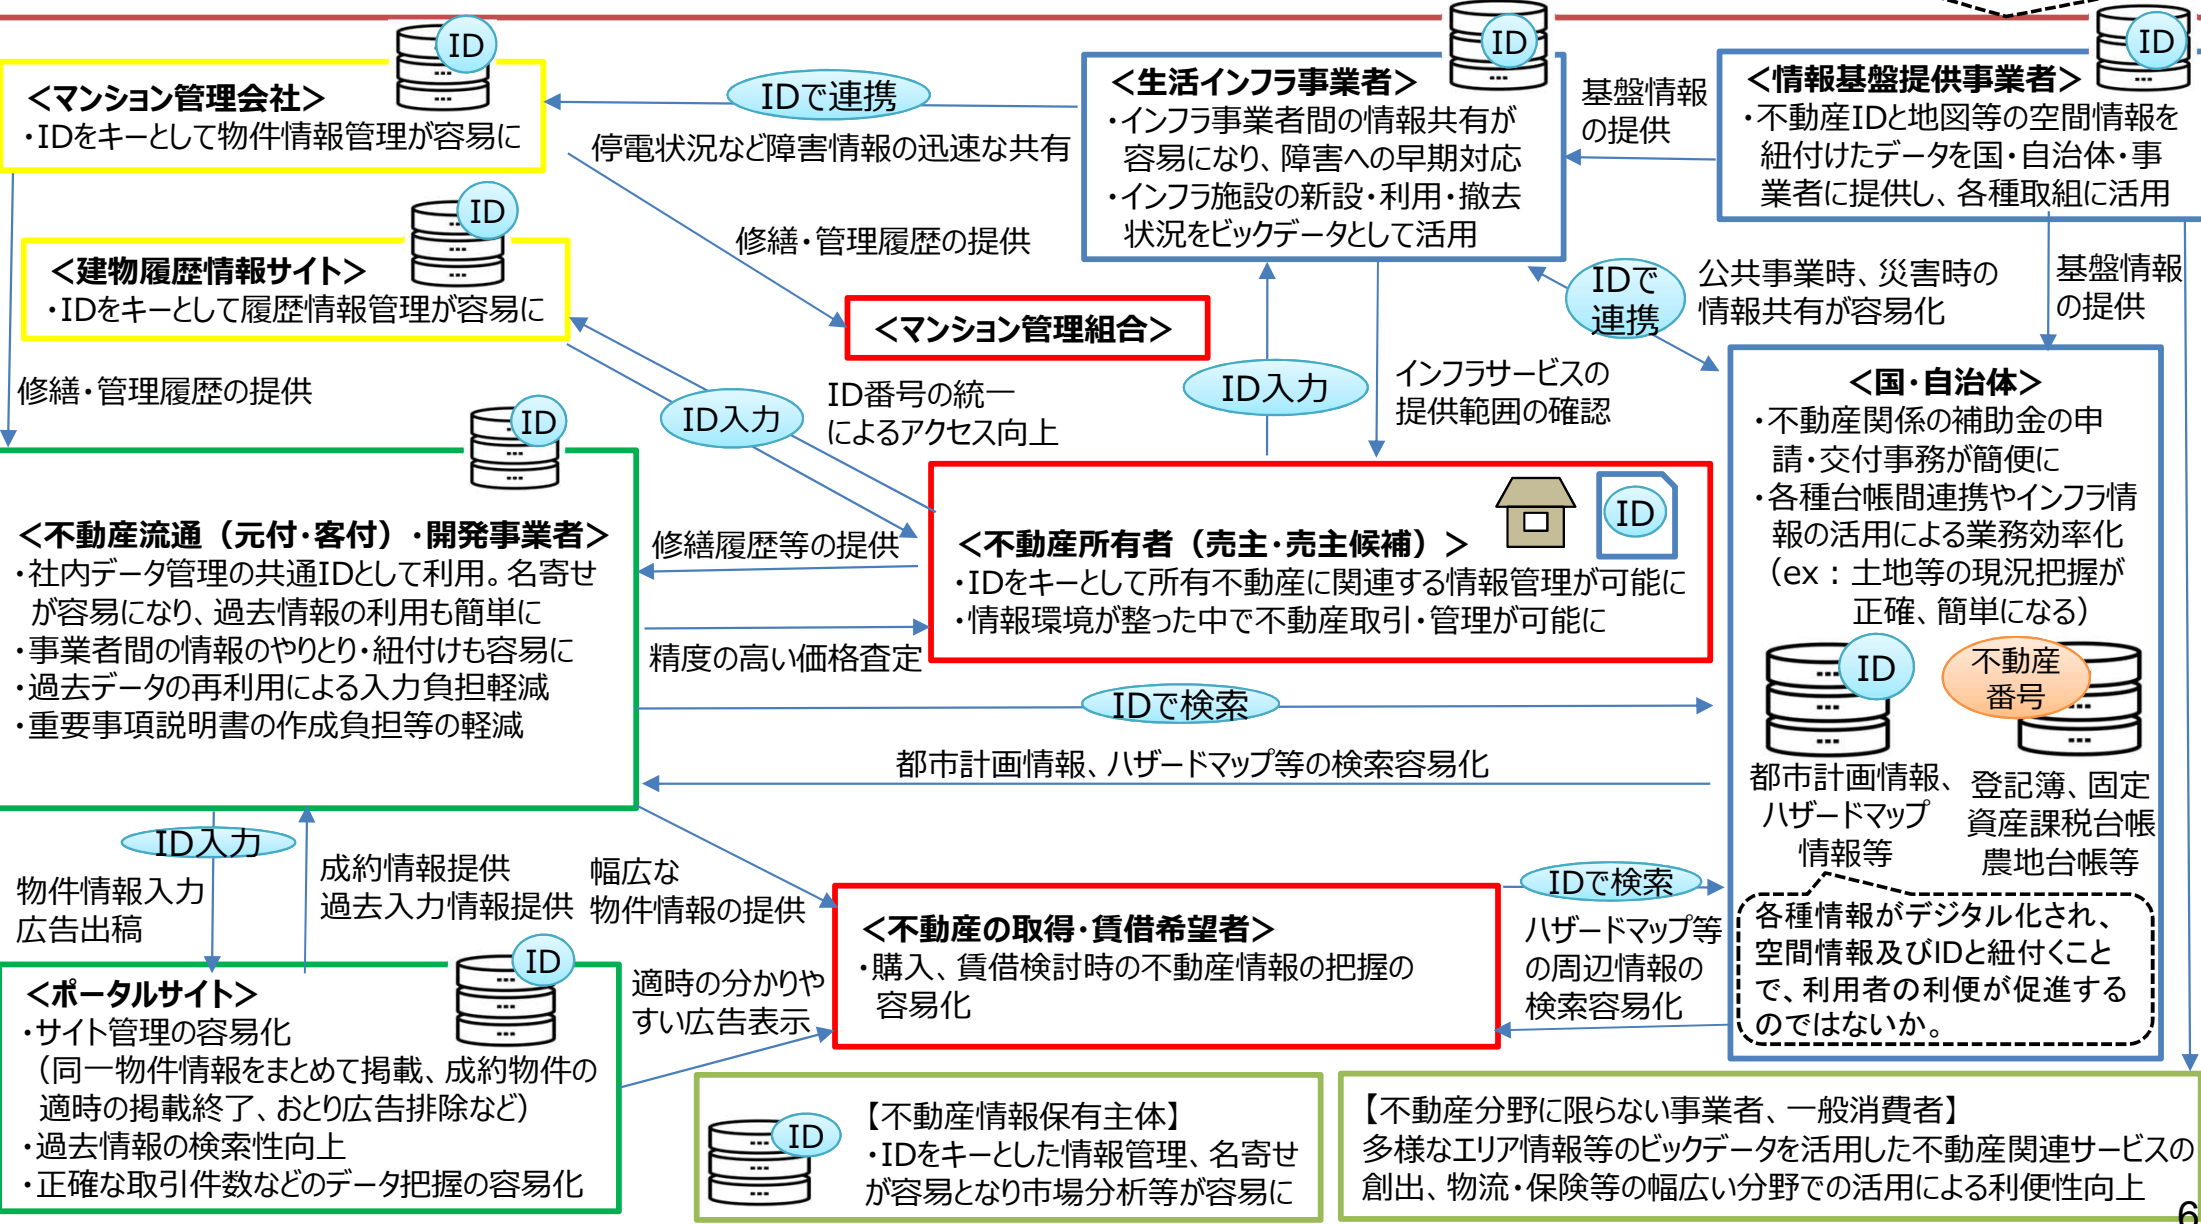 ID
<マンション管理会社>
・IDをキーとして物件情報管理が容易に
IDで連携
停電状況など障害情報の迅速な共有
ID
<生活インフラ事業者>
・インフラ事業者間の情報共有が
容易になり、障害への早期対応
・インフラ施設の新設・利用・撤去
状況をビックデータとして活用
基盤情報
の提供
ID
<情報基盤提供事業者>
・不動産IDと地図等の空間情報を
紐付けたデータを国・自治体・事
業者に提供し、各種取組に活用
ID
<建物履歴情報サイト>
・IDをキーとして履歴情報管理が容易に
修繕・管理履歴の提供
<マンション管理組合>
IDで
連携
公共事業時、災害時の
情報共有が容易化
基盤情報
の提供
修繕・管理履歴の提供
ID入力
ID番号の統一
によるアクセス向上
ID入力
インフラサービスの
提供範囲の確認
ID
<不動産流通(元付・客付)・開発事業者>
・社内データ管理の共通IDとして利用。名寄せ
が容易になり、過去情報の利用も簡単に
・事業者間の情報のやりとり・紐付けも容易に
・過去データの再利用による入力負担軽減
・重要事項説明書の作成負担等の軽減
修繕履歴等の提供
精度の高い価格査定
ID
<不動産所有者(売主・売主候補)>
・IDをキーとして所有不動産に関連する情報管理が可能に
・情報環境が整った中で不動産取引・管理が可能に
<国・自治体>
・不動産関係の補助金の申
請・交付事務が簡便に
・各種台帳間連携やインフラ情
報の活用による業務効率化
(ex:土地等の現況把握が
正確、簡単になる)
ID
不動産
番号
都市計画情報、
ハザードマップ
情報等
登記簿、固定
資産課税台帳
農地台帳等
各種情報がデジタル化され、
空間情報及びIDと紐付くこと
で、利用者の利便が促進する
のではないか。
IDで検索
都市計画情報、ハザードマップ等の検索容易化
ID入力
物件情報入力
広告出稿
成約情報提供
過去入力情報提供
幅広な
物件情報の提供
<不動産の取得・賃借希望者>
・購入、賃借検討時の不動産情報の把握の
容易化
IDで検索
ハザードマップ等
の周辺情報の
検索容易化
ID
<ポータルサイト>
・サイト管理の容易化
(同一物件情報をまとめて掲載、成約物件の
適時の掲載終了、おとり広告排除など)
・過去情報の検索性向上
・正確な取引件数などのデータ把握の容易化
適時の分かりや
すい広告表示
ID
【不動産情報保有主体】
・IDをキーとした情報管理、名寄せ
が容易となり市場分析等が容易に
【不動産分野に限らない事業者、一般消費者】
多様なエリア情報等のビックデータを活用した不動産関連サービスの
創出、物流・保険等の幅広い分野での活用による利便性向上
6